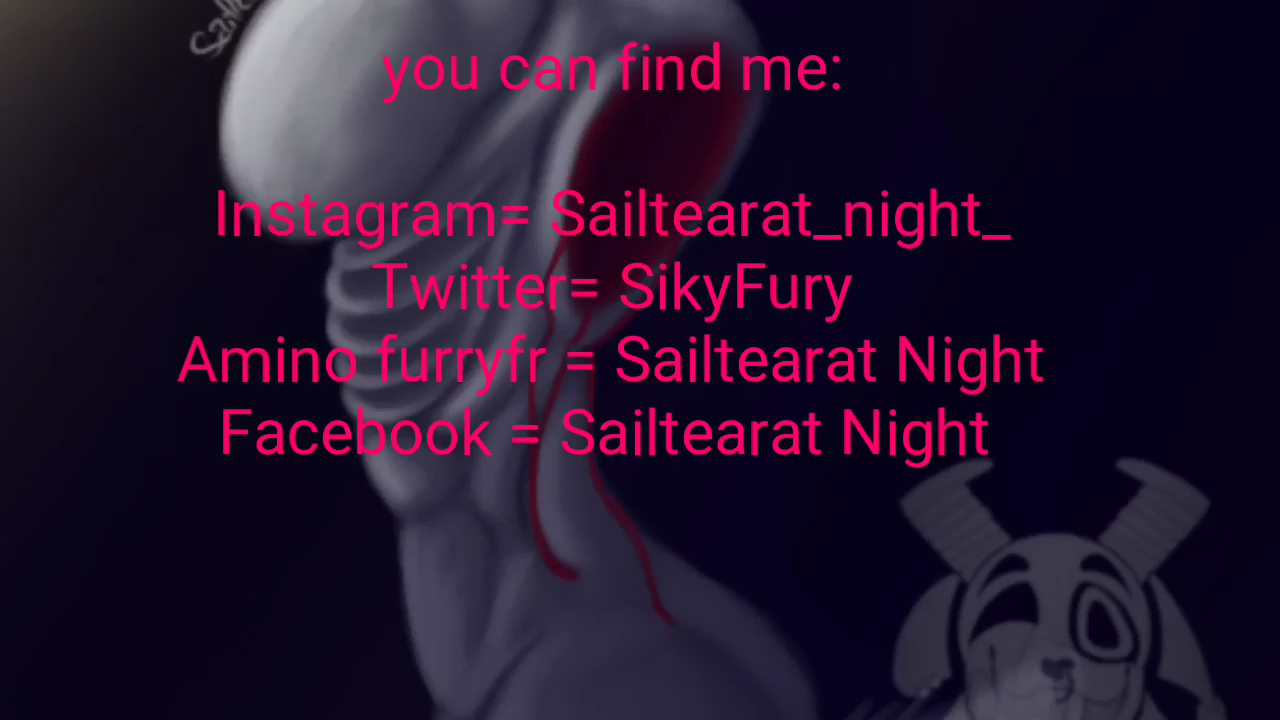 you can find me:
Instagram= Sailtearat_night_
Twitter= SikyFury
Amino furryfr = Sailtearat Night
Facebook = Sailtearat Night